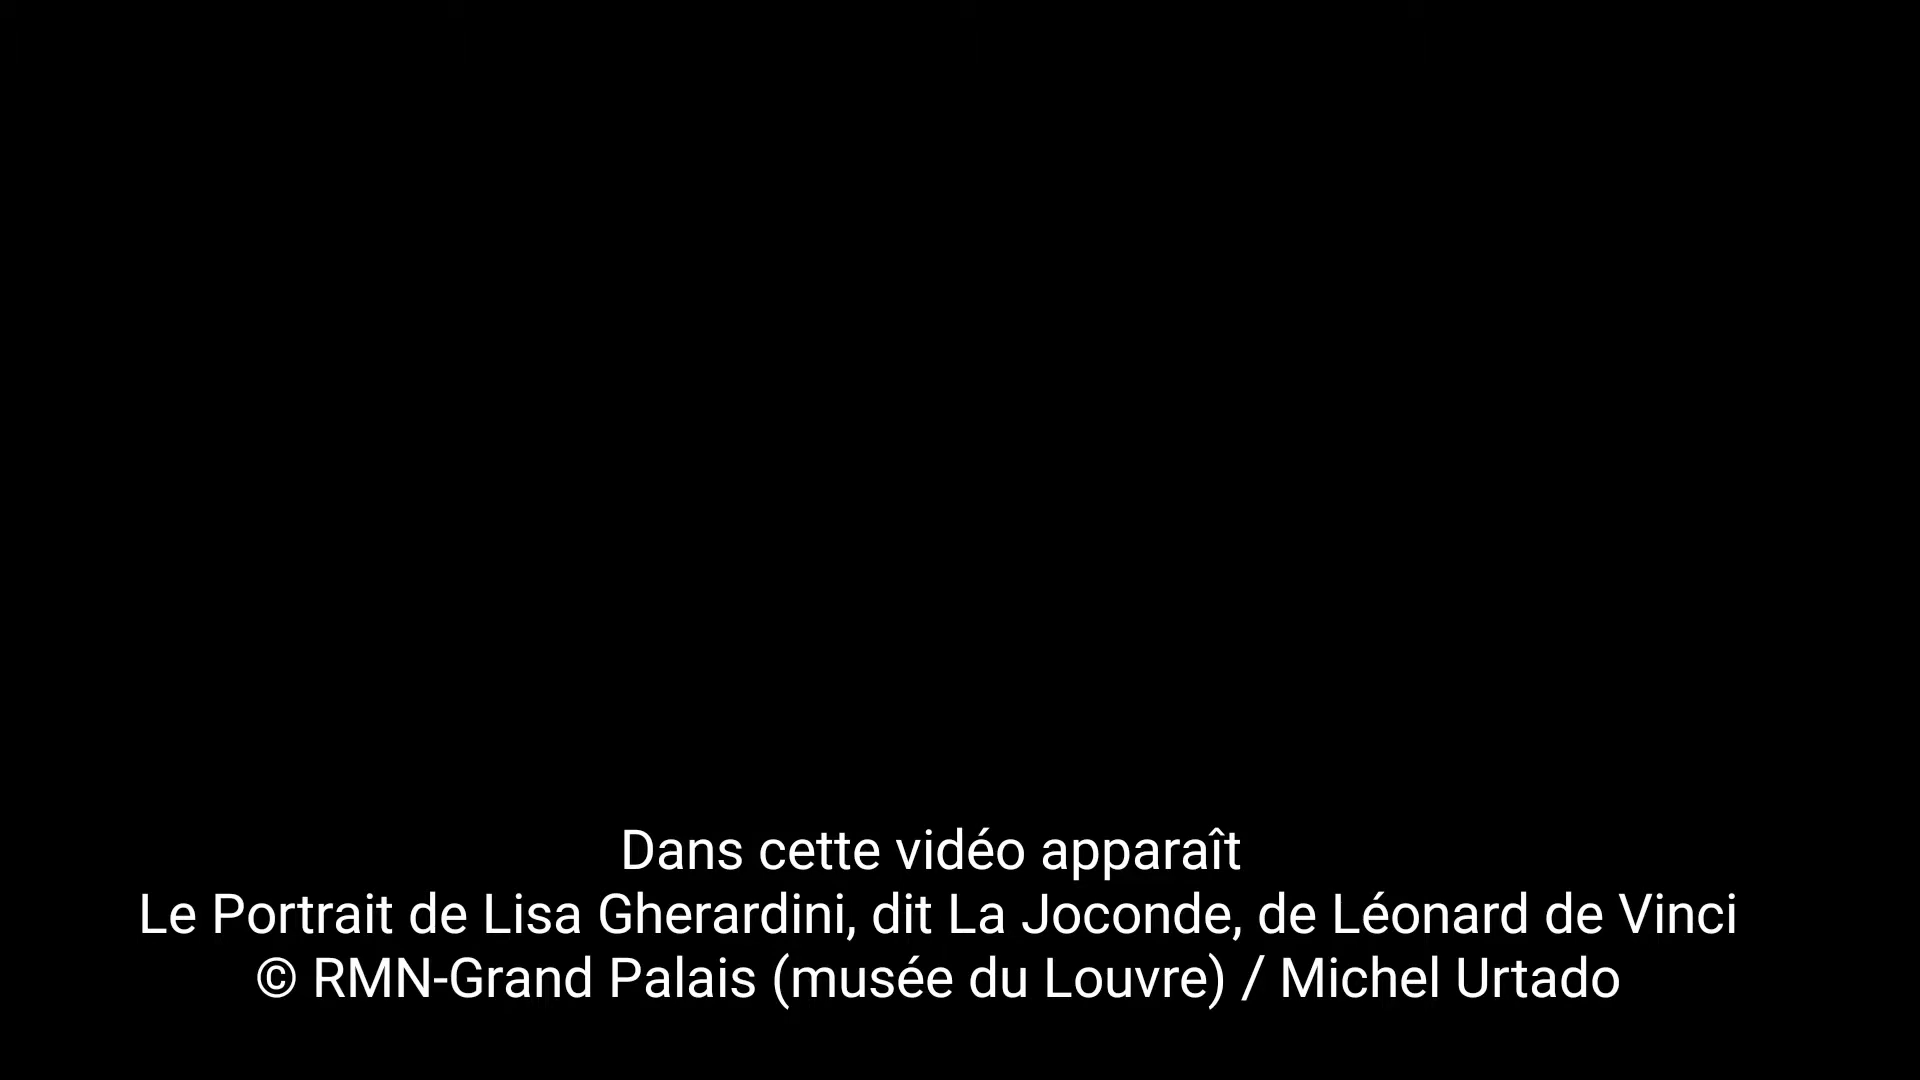 Dans cette vidéo apparaît
Le Portrait de Lisa Gherardini, dit La Joconde, de Léonard de Vinci
© RMN-Grand Palais (musée du Louvre) / Michel Urtado